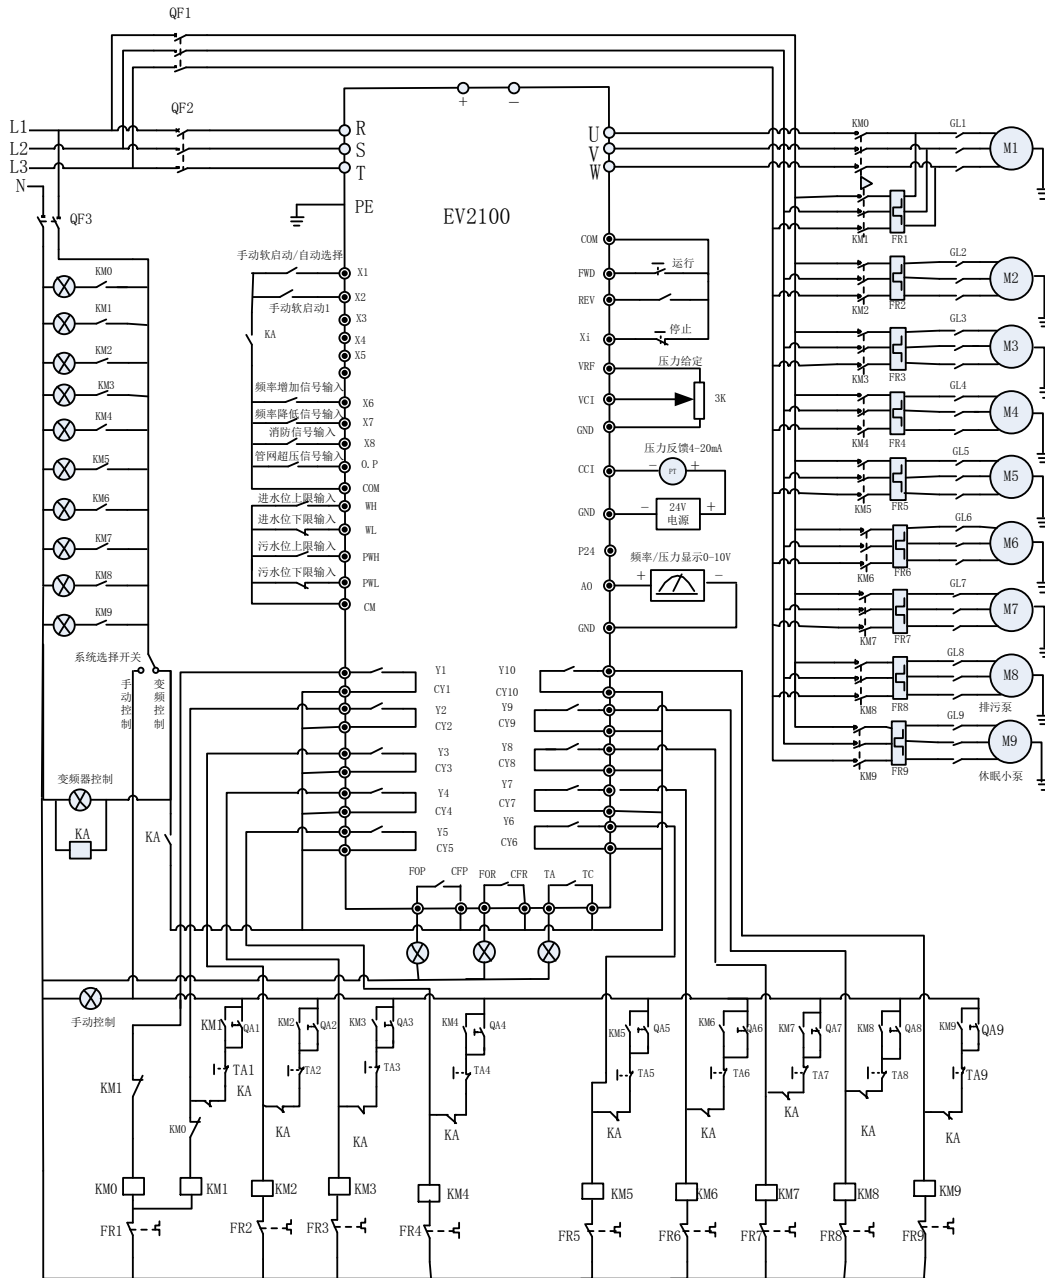 QF1
QF2
L1
L2
L3
N
QF3
+
−
R
S
T
PE
EV2100
U
V
W
KM0
GL1
M1
KM1
FR1
GL2
M2
KM2
FR2
GL3
M3
KM3
FR3
GL4
M4
KM4
FR4
GL5
M5
KM5
FR5
GL6
M6
KM6
FR6
GL7
M7
KM7
FR7
GL8
M8
KM8
FR8
排污泵
GL9
M9
KM9
FR9
休眠小泵
KM0
KM1
KM2
KM3
KM4
KM5
KM6
KM7
KM8
KM9
系统选择开关
手动控制
变频控制
变频器控制
KA
KA
手动软启动/自动选择
X1
手动软启动1
X2
X3
KA
X4
X5
频率增加信号输入
X6
频率降低信号输入
X7
消防信号输入
X8
管网超压信号输入
O.P
COM
进水位上限输入
WH
进水位下限输入
WL
污水位上限输入
PWH
污水位下限输入
PWL
CM
COM
FWD
运行
REV
Xi
停止
VRF
压力给定
VCI
3K
GND
压力反馈4-20mA
CCI
−
PT
+
GND
−
24V
电源
+
P24
频率/压力显示0-10V
AO
+
−
GND
Y1
CY1
Y2
CY2
Y3
CY3
Y4
CY4
Y5
CY5
Y10
CY10
Y9
CY9
Y8
CY8
Y7
CY7
Y6
CY6
FOP
CFP
FOR
CFR
TA
TC
手动控制
KM1
QA1
KM2
QA2
KM3
QA3
KM4
QA4
KM5
QA5
KM6
QA6
KM7
QA7
KM8
QA8
KM9
QA9
KM1
TA1
TA2
TA3
TA4
TA5
TA6
TA7
TA8
TA9
KA
KM0
KA
KA
KA
KA
KA
KA
KA
KA
KM0
KM1
KM2
KM3
KM4
KM5
KM6
KM7
KM8
KM9
FR1
FR2
FR3
FR4
FR5
FR6
FR7
FR8
FR9